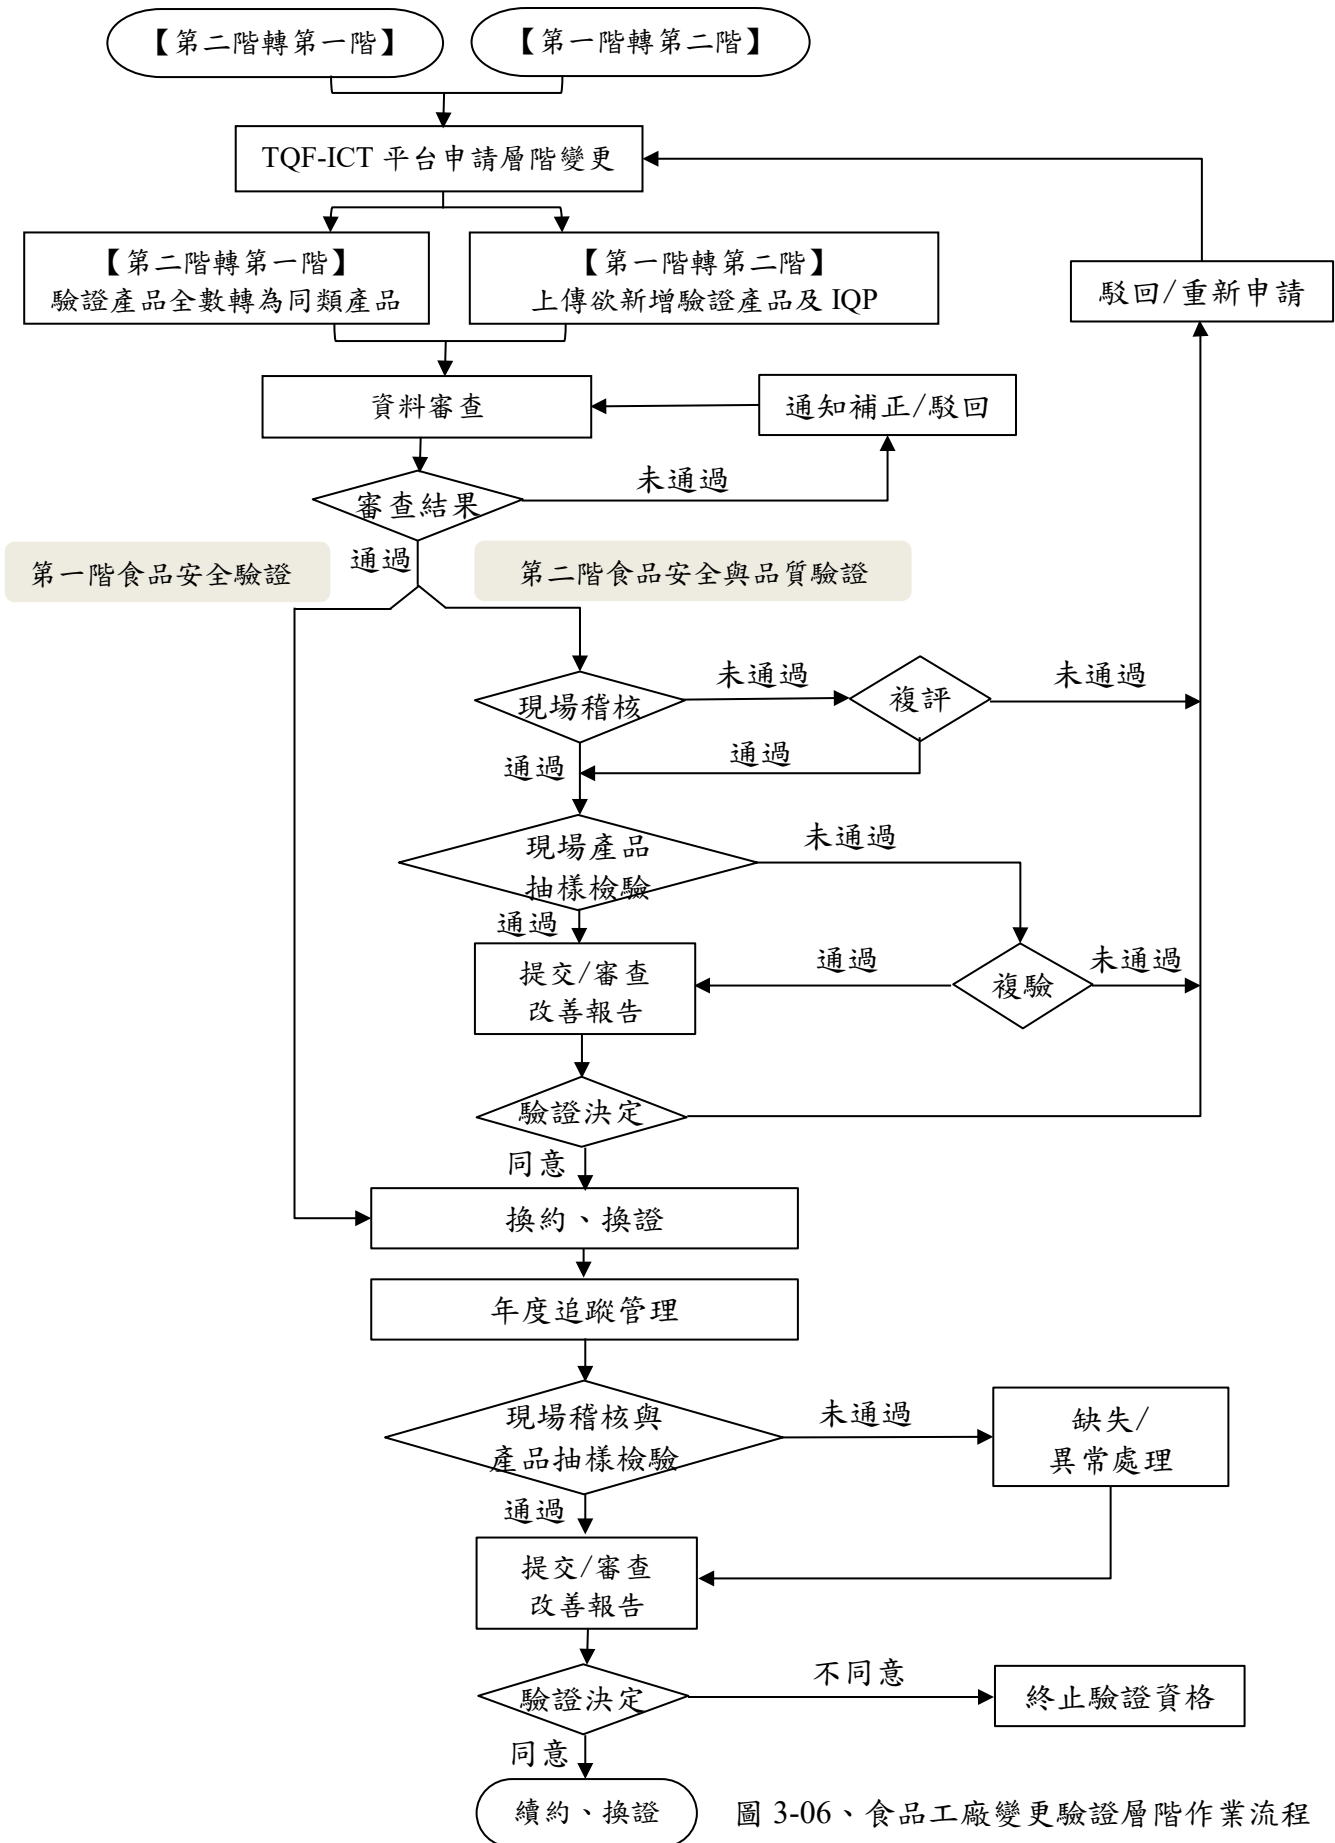 【第二階轉第一階】
【第一階轉第二階】
TQF-ICT 平台申請層階變更
【第二階轉第一階】
驗證產品全數轉為同類產品
【第一階轉第二階】
上傳欲新增驗證產品及 IQP
駁回/重新申請
資料審查
通知補正/駁回
審查結果
未通過
通過
第一階食品安全驗證
第二階食品安全與品質驗證
現場稽核
未通過
複評
未通過
通過
通過
現場產品
抽樣檢驗
未通過
通過
提交/審查
改善報告
通過
複驗
未通過
驗證決定
同意
換約、換證
年度追蹤管理
現場稽核與
產品抽樣檢驗
未通過
缺失/
異常處理
通過
提交/審查
改善報告
驗證決定
不同意
終止驗證資格
同意
續約、換證
圖 3-06、食品工廠變更驗證層階作業流程